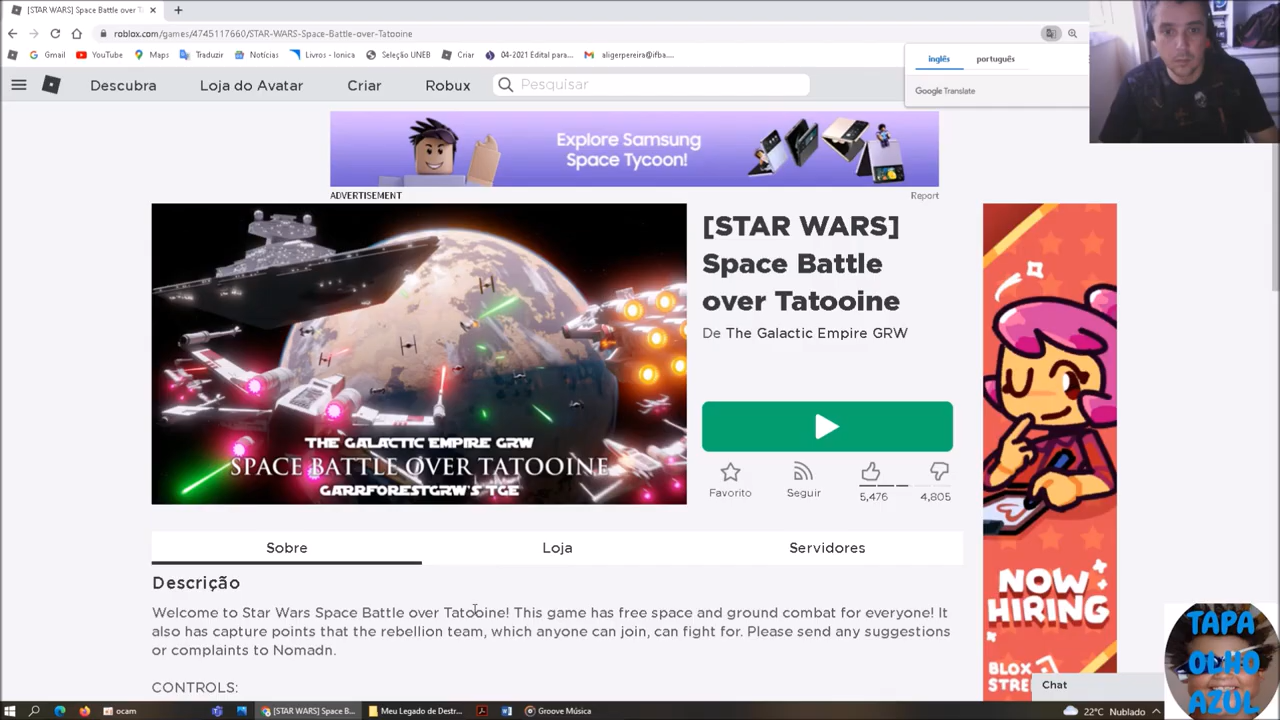 [STAR WARS] Space Battle over T
roblox.com/games/4745117660/STAR-WARS-Space-Battle-over-Tatooine
Gmail YouTube Maps Traduzir Notícias Livros - Ionica Seleção UNEB Criar 04-2021 Edital para... aligerpereira@ifba....
inglês português
Google Translate
Descubra Loja do Avatar Criar Robux Pesquisar
Explore Samsung
Space Tycoon!
ADVERTISEMENT Report
THE GALACTIC EMPIRE GRW
SPACE BATTLE OVER TATOOINE
GARRFORESTGRW'S TGE
[STAR WARS]
Space Battle
over Tatooine
De The Galactic Empire GRW
Favorito Seguir 5,476 4,805
NOW
HIRING
BLOX
STRE
Sobre Loja Servidores
Descrição
Welcome to Star Wars Space Battle over Tatooine! This game has free space and ground combat for everyone! It
also has capture points that the rebellion team, which anyone can join, can fight for. Please send any suggestions
or complaints to Nomadn.
CONTROLS:
Chat
TAPA
OLHO
AZUL
ocam [STAR WARS] Space B... Meu Legado de Destr... Groove Música 22°C Nublado